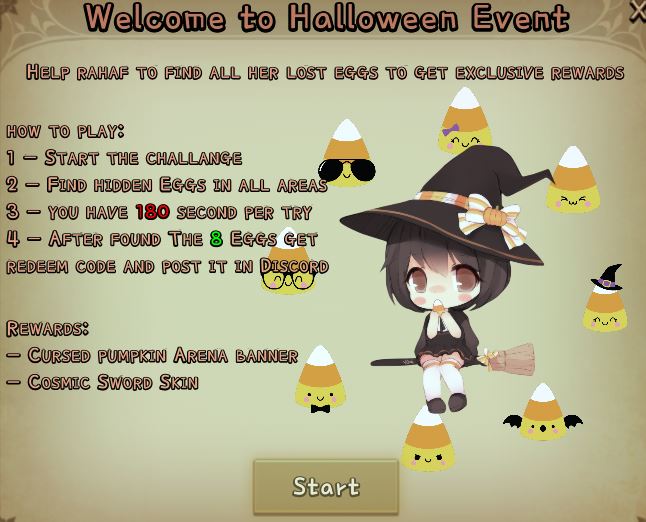 Welcome to Halloween Event
Help rahaf to find all her lost eggs to get exclusive rewards
how to play:
1 – Start the challange
2 – Find hidden Eggs in all areas
3 – you have 180 second per try
4 – After found The 8 Eggs get
redeem code and post it in Discord
Rewards:
– Cursed pumpkin Arena banner
– Cosmic Sword Skin
Start